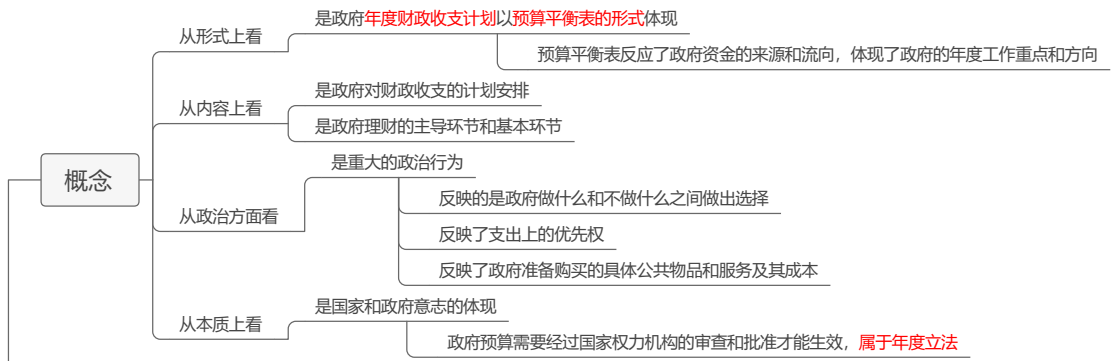 是政府年度财政收支计划以预算平衡表的形式体现
从形式上看
预算平衡表反应了政府资金的来源和流向，体现了政府的年度工作重点和方向
是政府对财政收支的计划安排
从内容上看
是政府理财的主导环节和基本环节
概念
是重大的政治行为
反映的是政府做什么和不做什么之间做出选择
从政治方面看
反映了支出上的优先权
反映了政府准备购买的具体公共物品和服务及其成本
是国家和政府意志的体现
从本质上看
政府预算需要经过国家权力机构的审查和批准才能生效，属于年度立法